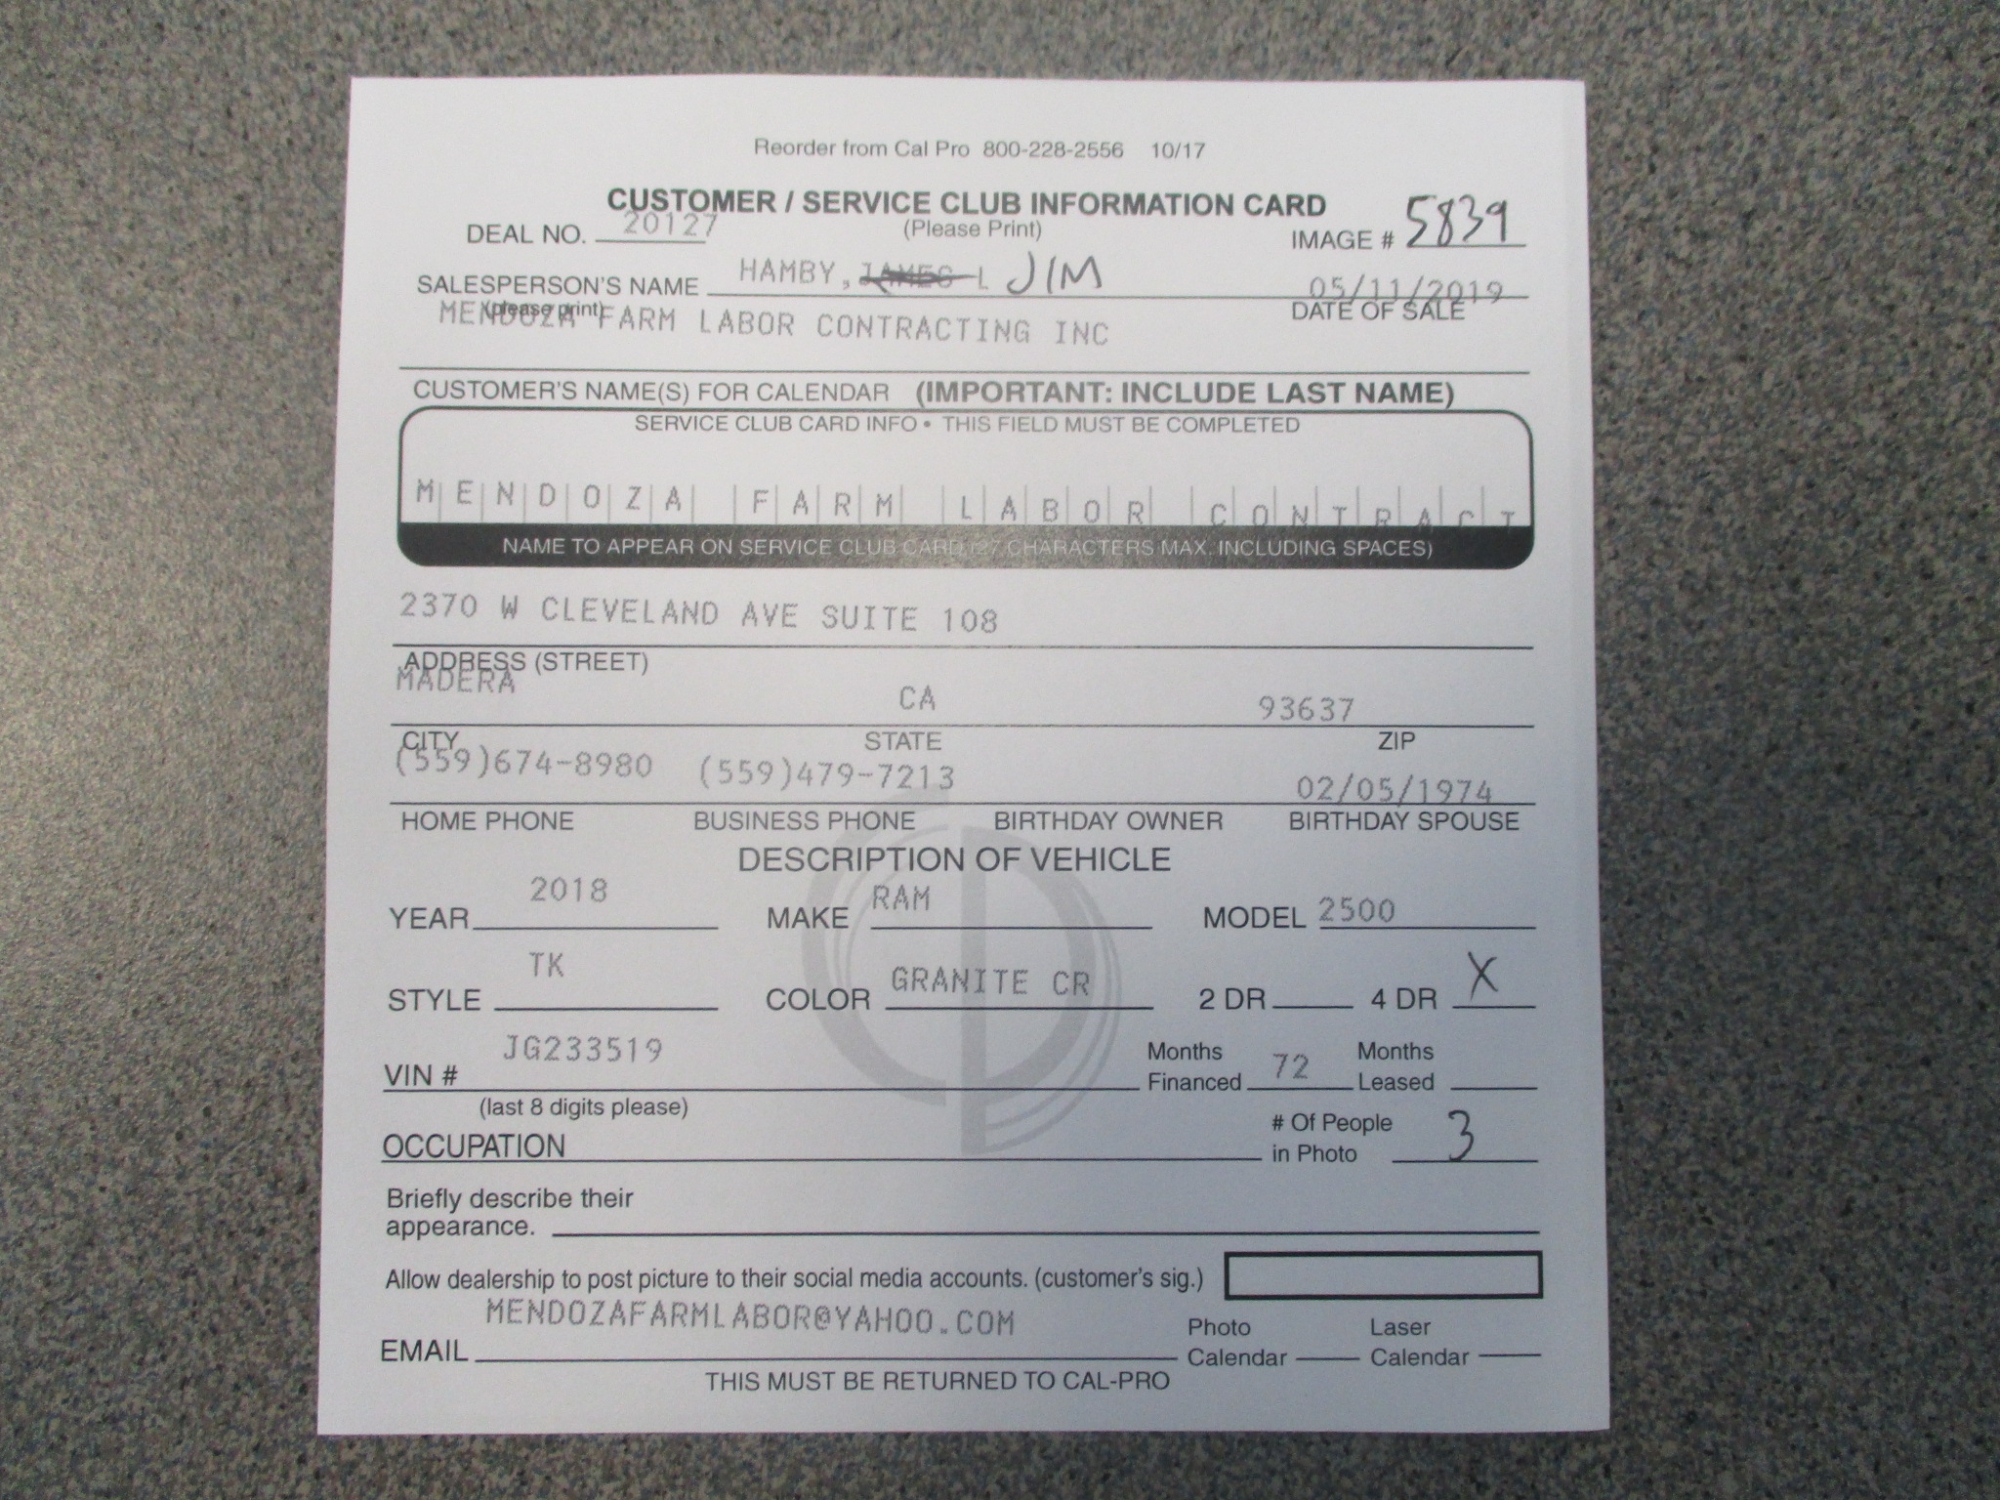 Reorder from Cal Pro 800-228-2556 10/17
CUSTOMER / SERVICE CLUB INFORMATION CARD
DEAL NO. 20127 (Please Print) IMAGE # 5839
SALESPERSON'S NAME HAMBY, JAMES L JIM 05/11/2019
(please print) DATE OF SALE
MENDOZA FARM LABOR CONTRACTING INC
CUSTOMER'S NAME(S) FOR CALENDAR (IMPORTANT: INCLUDE LAST NAME)
SERVICE CLUB CARD INFO • THIS FIELD MUST BE COMPLETED
MENDOZA FARM LABOR CONTRACT
NAME TO APPEAR ON SERVICE CLUB CARD (27 CHARACTERS MAX. INCLUDING SPACES)
2370 W CLEVELAND AVE SUITE 108
ADDRESS (STREET)
MADERA CA 93637
CITY STATE ZIP
(559)674-8980 (559)479-7213 02/05/1974
HOME PHONE BUSINESS PHONE BIRTHDAY OWNER BIRTHDAY SPOUSE
DESCRIPTION OF VEHICLE
YEAR 2018 MAKE RAM MODEL 2500
STYLE TK COLOR GRANITE CR 2 DR 4 DR X
VIN # JG233519 Months Financed 72 Months Leased
(last 8 digits please)
OCCUPATION # Of People in Photo 3
Briefly describe their
appearance.
Allow dealership to post picture to their social media accounts. (customer's sig.)
EMAIL MENDOZAFARMLABOR@YAHOO.COM Photo Calendar Laser Calendar
THIS MUST BE RETURNED TO CAL-PRO